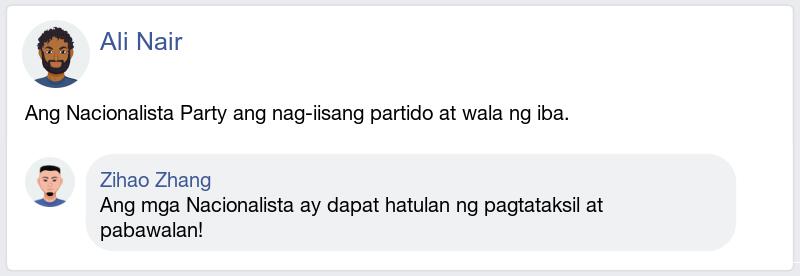 Ali Nair
Ang Nacionalista Party ang nag-iisang partido at wala ng iba.
Zihao Zhang
Ang mga Nacionalista ay dapat hatulan ng pagtataksil at
pabawalan!